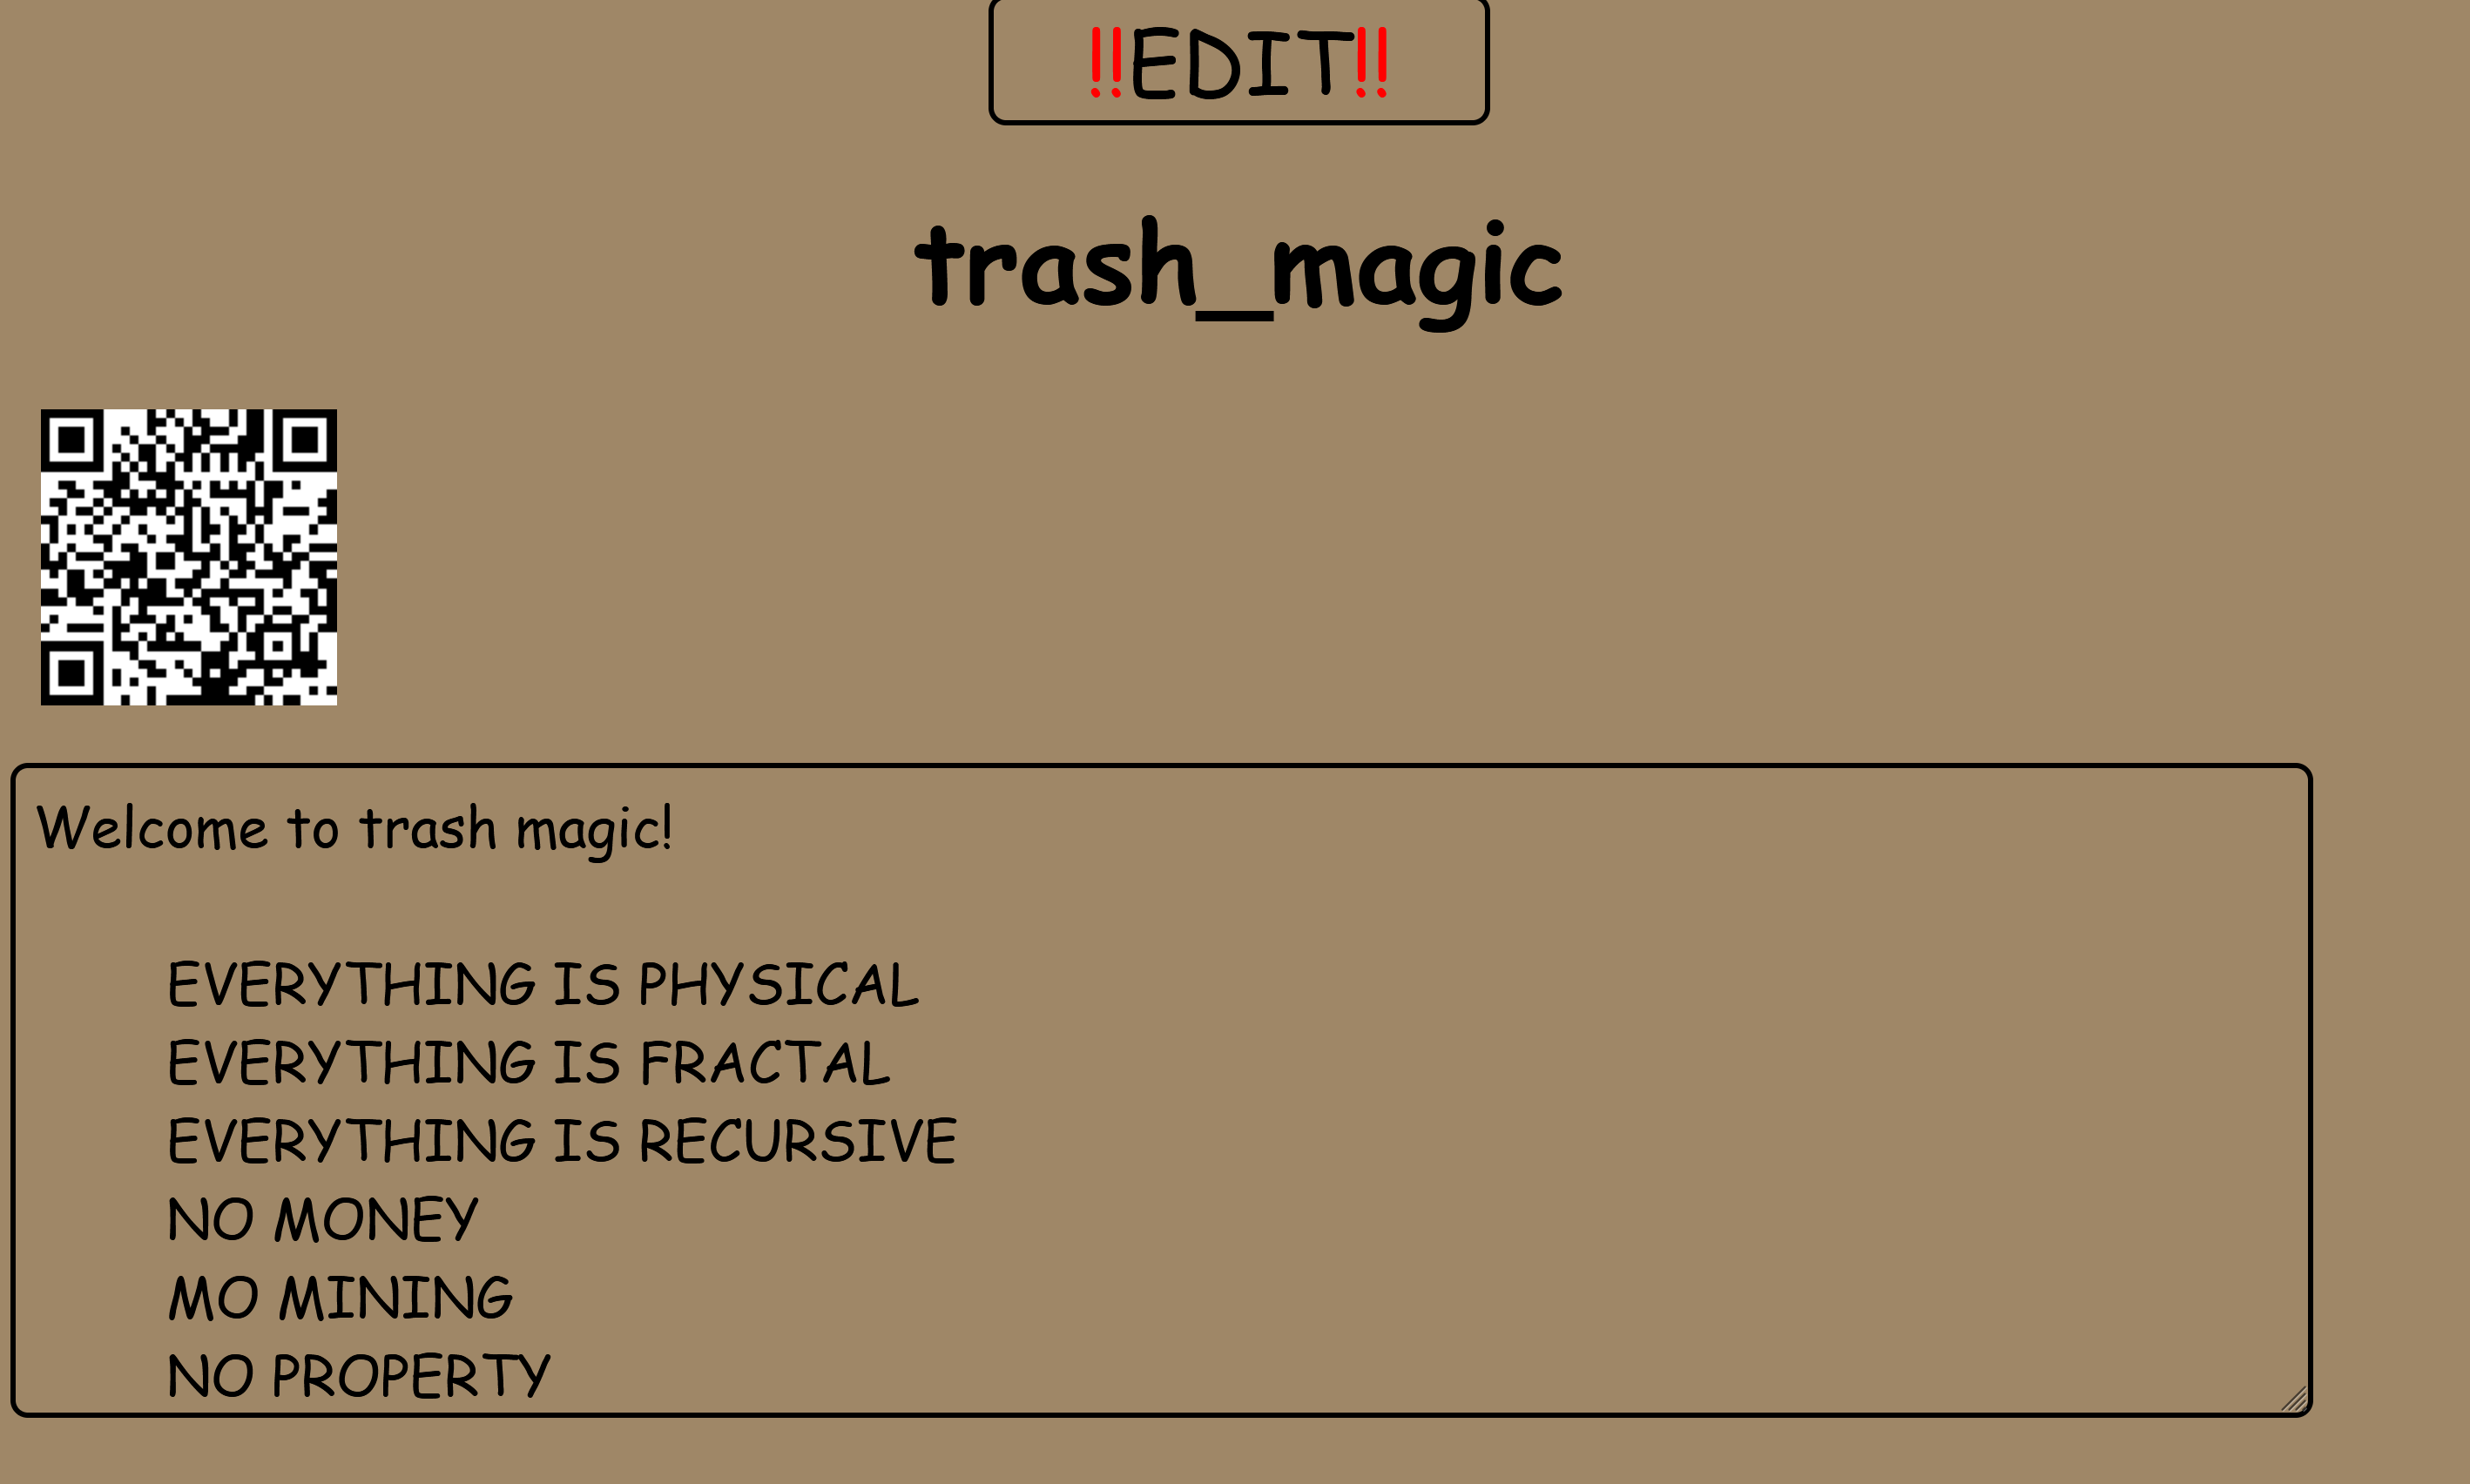 !!EDIT!!
trash_magic
Welcome to trash magic!
EVERYTHING IS PHYSICAL
EVERYTHING IS FRACTAL
EVERYTHING IS RECURSIVE
NO MONEY
MO MINING
NO PROPERTY